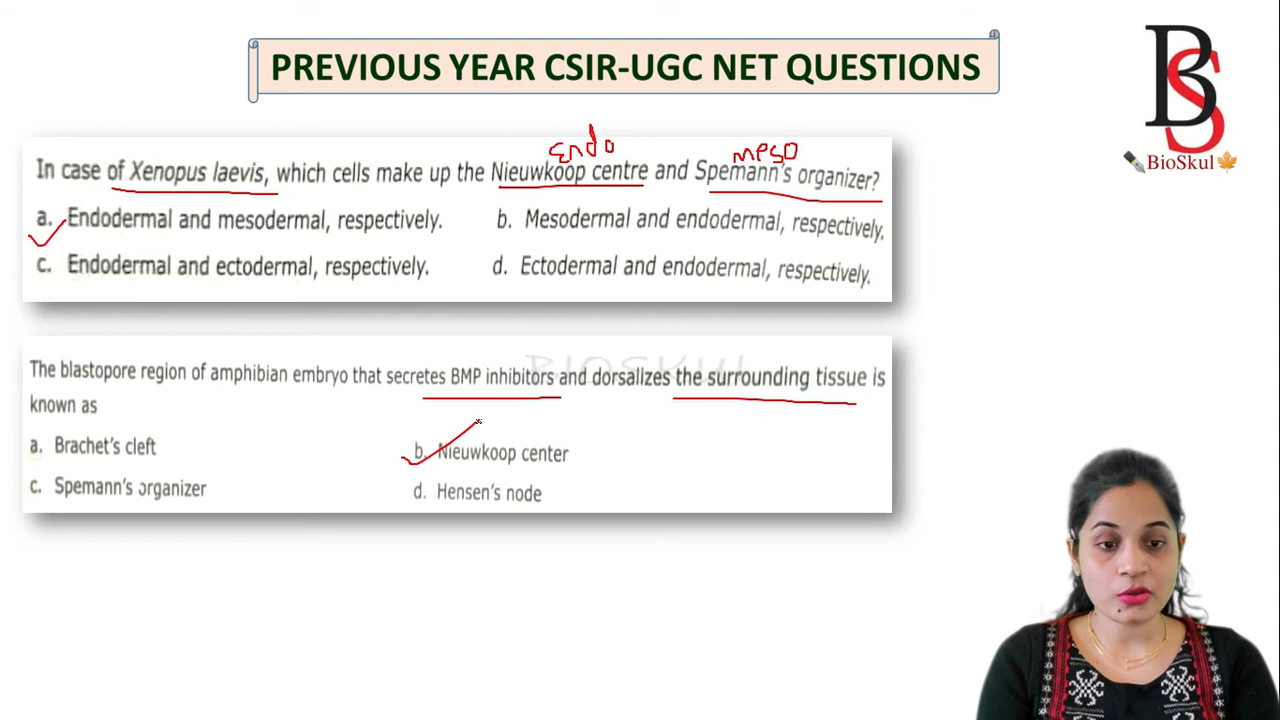 PREVIOUS YEAR CSIR-UGC NET QUESTIONS
BS
BioSkul
Endo
meso
In case of Xenopus laevis, which cells make up the Nieuwkoop centre and Spemann's organizer?
a. Endodermal and mesodermal, respectively.
b. Mesodermal and endodermal, respectively.
c. Endodermal and ectodermal, respectively.
d. Ectodermal and endodermal, respectively.
BIOSKUL
The blastopore region of amphibian embryo that secretes BMP inhibitors and dorsalizes the surrounding tissue is
known as
a. Brachet's cleft
b. Nieuwkoop center
c. Spemann's organizer
d. Hensen's node